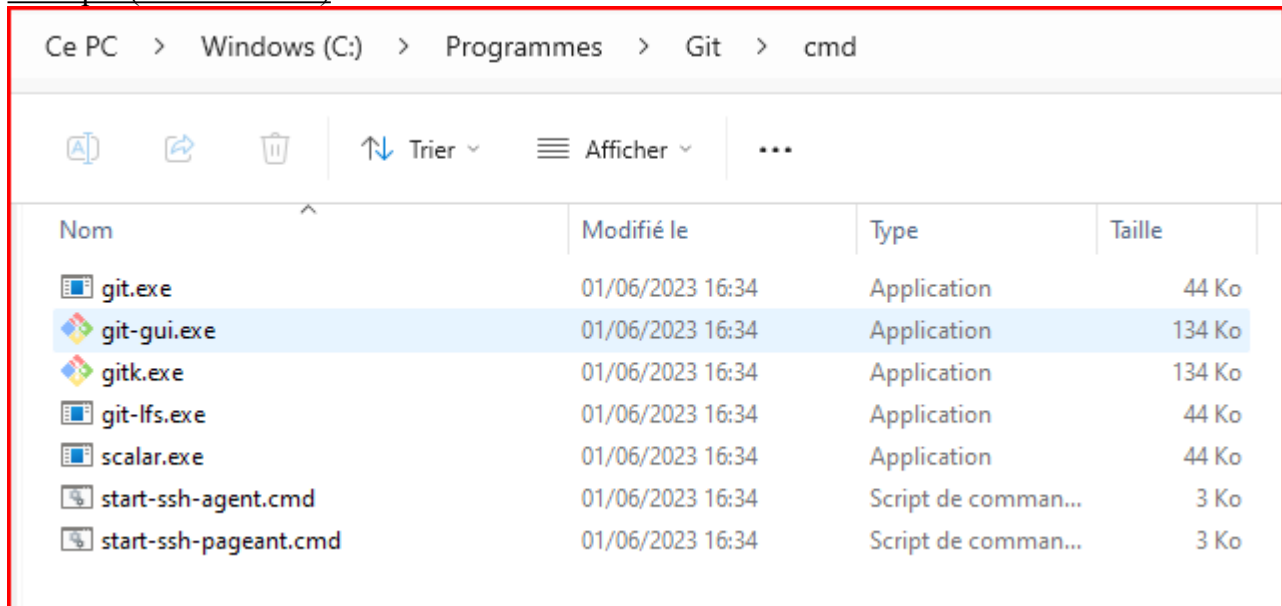 Ce PC > Windows (C:) > Programmes > Git > cmd
Trier Afficher ...
Nom Modifié le Type Taille
git.exe 01/06/2023 16:34 Application 44 Ko
git-gui.exe 01/06/2023 16:34 Application 134 Ko
gitk.exe 01/06/2023 16:34 Application 134 Ko
git-lfs.exe 01/06/2023 16:34 Application 44 Ko
scalar.exe 01/06/2023 16:34 Application 44 Ko
start-ssh-agent.cmd 01/06/2023 16:34 Script de comman... 3 Ko
start-ssh-pageant.cmd 01/06/2023 16:34 Script de comman... 3 Ko